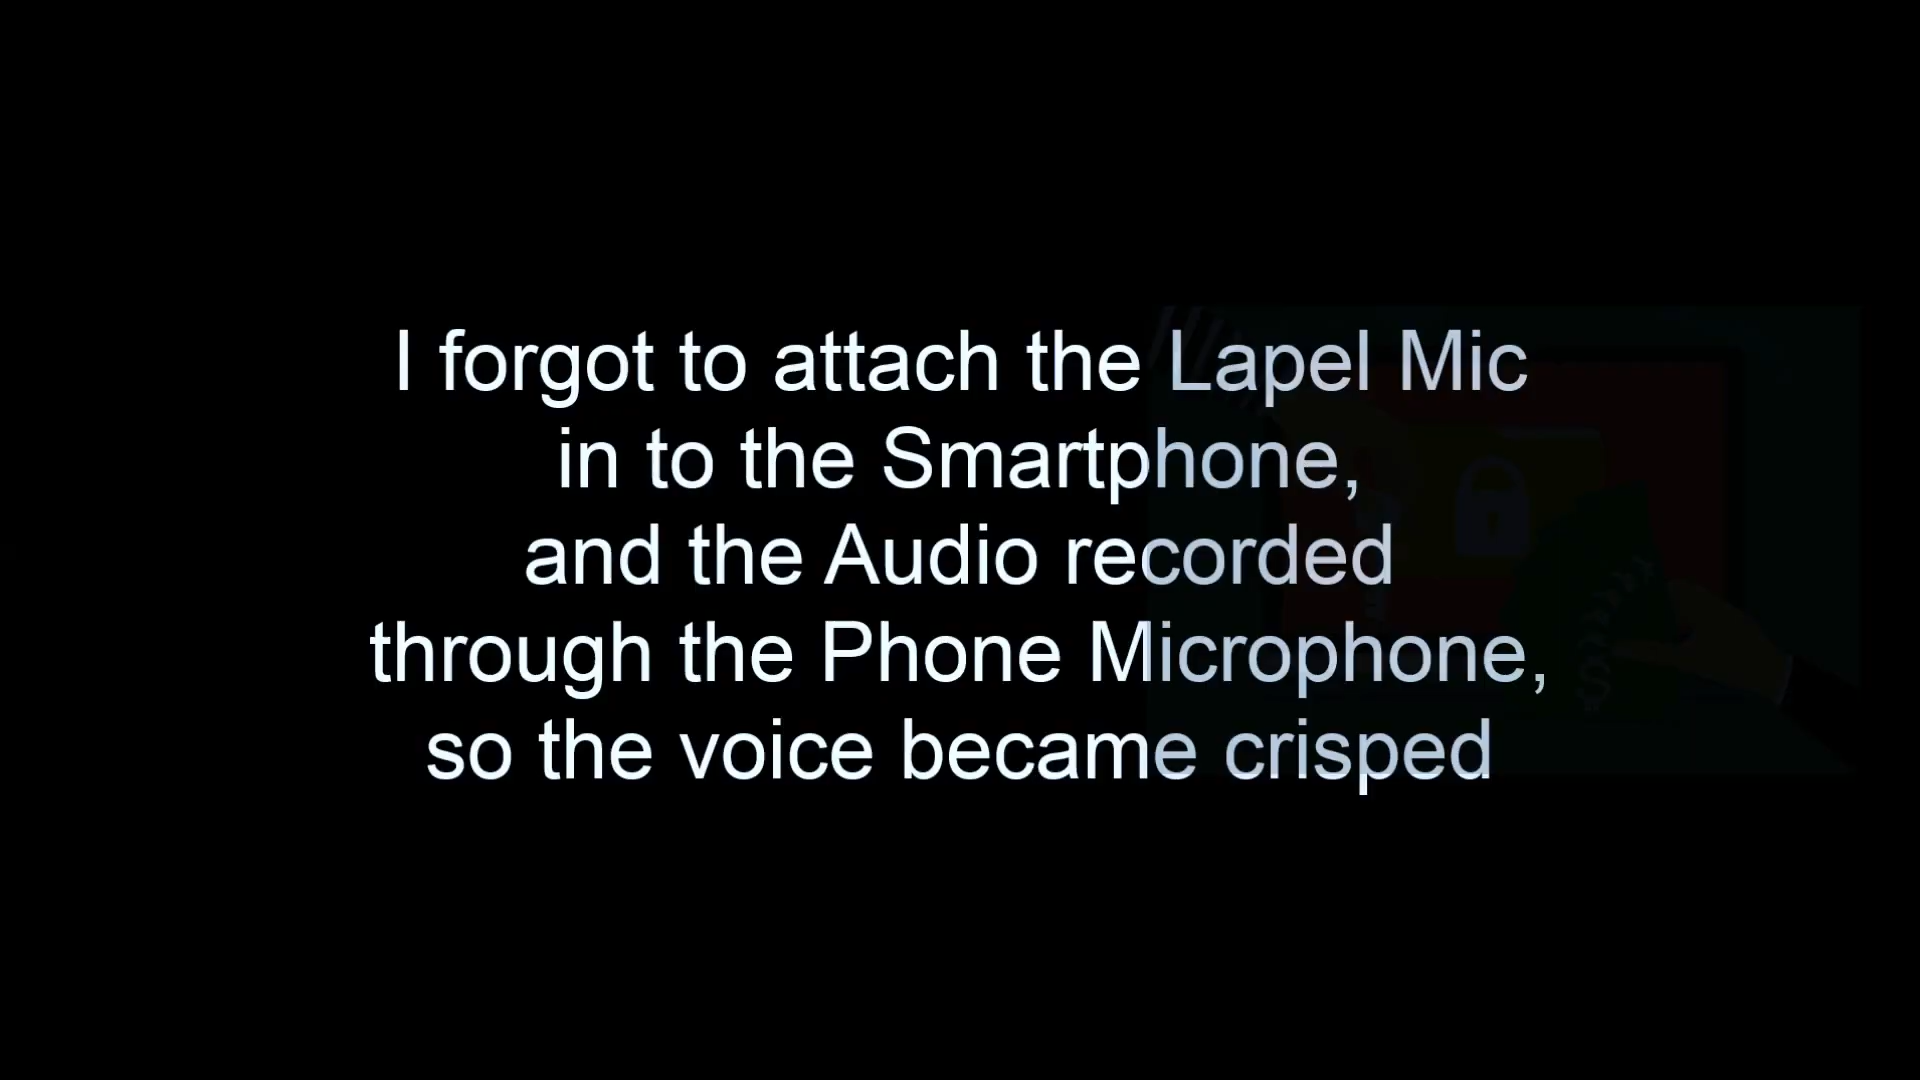 I forgot to attach the Lapel Mic
in to the Smartphone,
and the Audio recorded
through the Phone Microphone,
so the voice became crisped